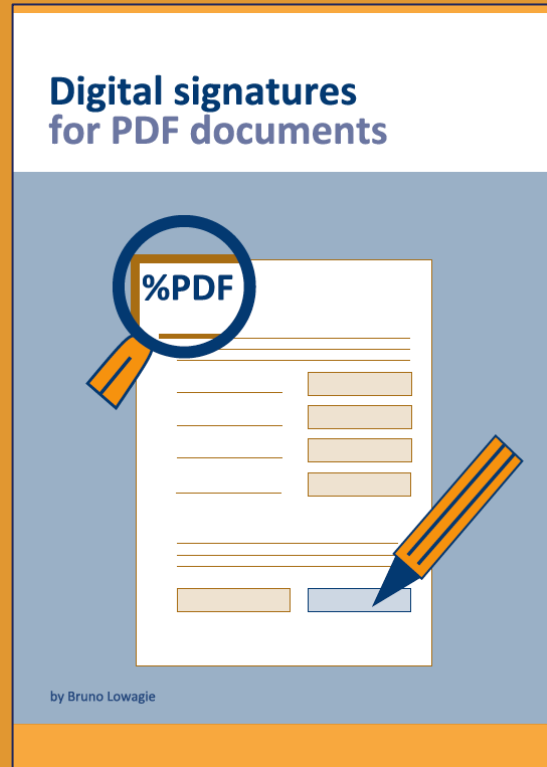 Digital signatures
for PDF documents
%PDF
by Bruno Lowagie